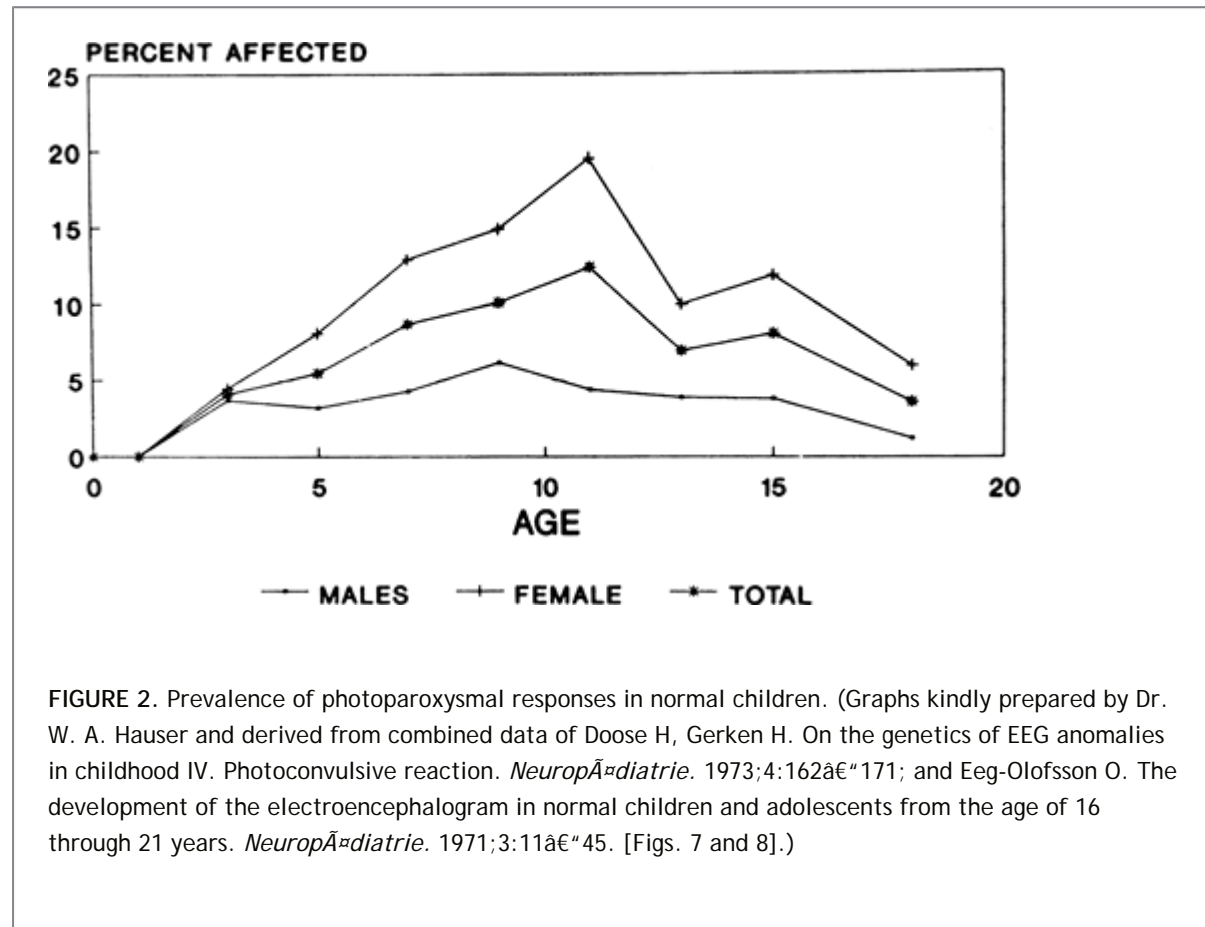 PERCENT AFFECTED
25
20
15
10
5
0
0 5 10 15 20
AGE
MALES FEMALE TOTAL
FIGURE 2. Prevalence of photoparoxysmal responses in normal children. (Graphs kindly prepared by Dr.
W. A. Hauser and derived from combined data of Doose H, Gerken H. On the genetics of EEG anomalies
in childhood IV. Photoconvulsive reaction. NeuropÃ¤diatrie. 1973;4:162â€“171; and Eeg-Olofsson O. The
development of the electroencephalogram in normal children and adolescents from the age of 16
through 21 years. NeuropÃ¤diatrie. 1971;3:11â€“45. [Figs. 7 and 8].)